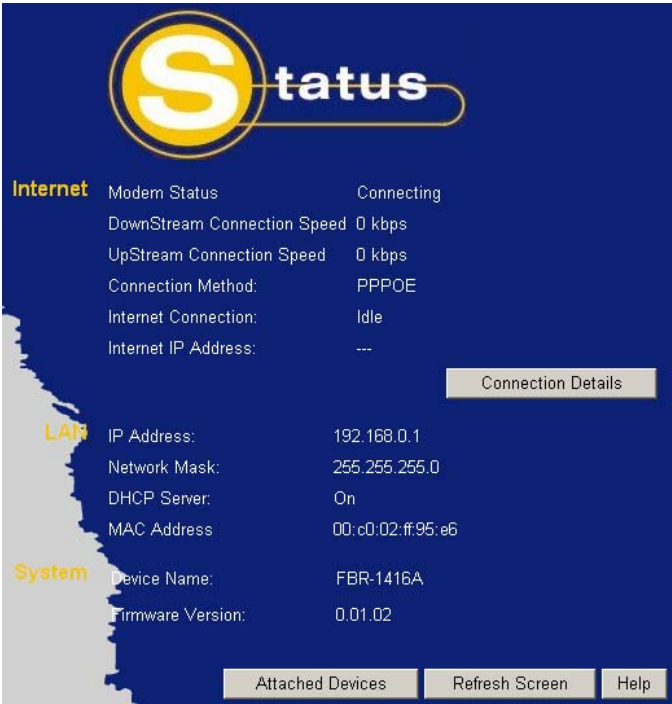 Status
Internet
Modem Status Connecting
DownStream Connection Speed 0 kbps
UpStream Connection Speed 0 kbps
Connection Method: PPPOE
Internet Connection: Idle
Internet IP Address: ---
Connection Details
LAN
IP Address: 192.168.0.1
Network Mask: 255.255.255.0
DHCP Server: On
MAC Address 00:c0:02:ff:95:e6
System
Device Name: FBR-1416A
Firmware Version: 0.01.02
Attached Devices Refresh Screen Help